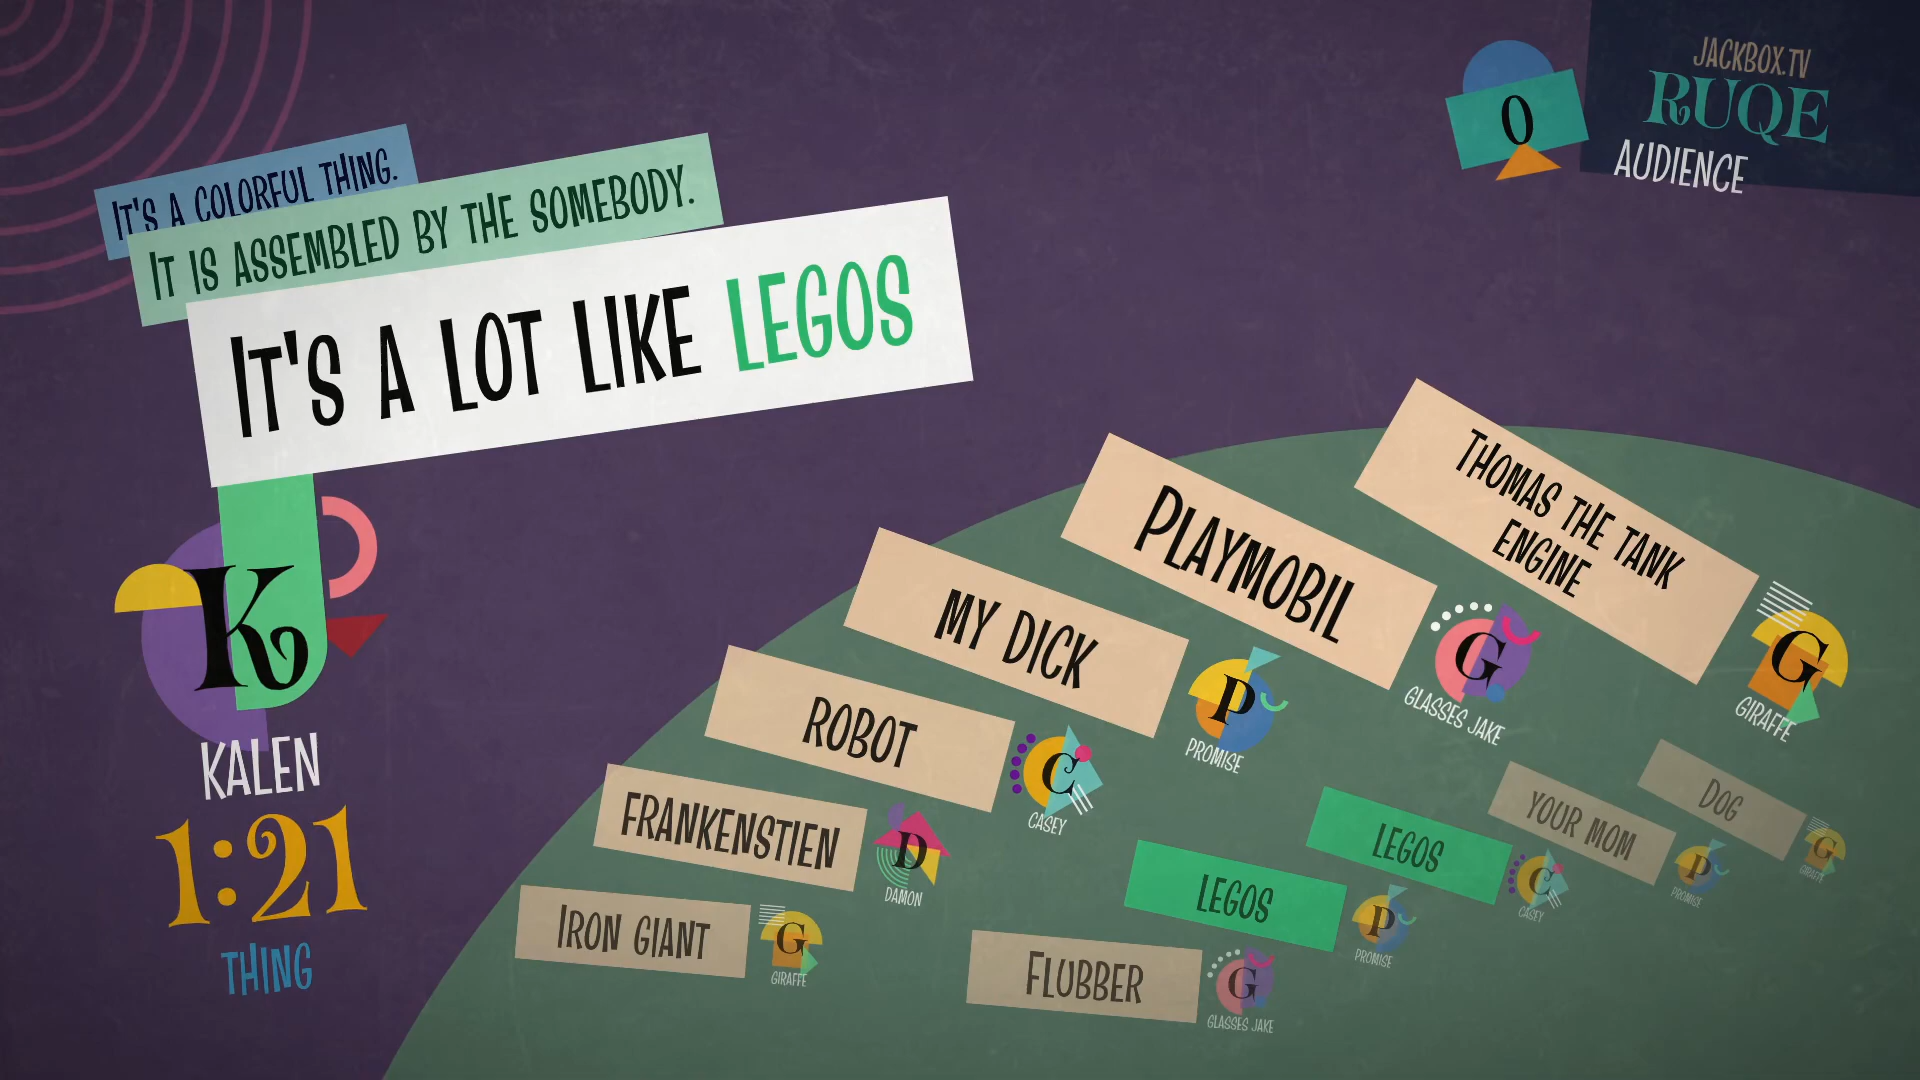 JACKBOX.TV
RUQE
0
AUDIENCE
IT'S A COLORFUL THING.
IT IS ASSEMBLED BY THE SOMEBODY.
IT'S A LOT LIKE LEGOS
K
KALEN
1:21
THING
THOMAS THE TANK
ENGINE
G
GIRAFFE
PLAYMOBIL
G
GLASSES JAKE
MY DICK
P
PROMISE
ROBOT
C
CASEY
FRANKENSTIEN
D
DAMON
IRON GIANT
G
GIRAFFE
DOG
G
GIRAFFE
YOUR MOM
P
PROMISE
LEGOS
C
CASEY
LEGOS
P
PROMISE
FLUBBER
G
GLASSES JAKE